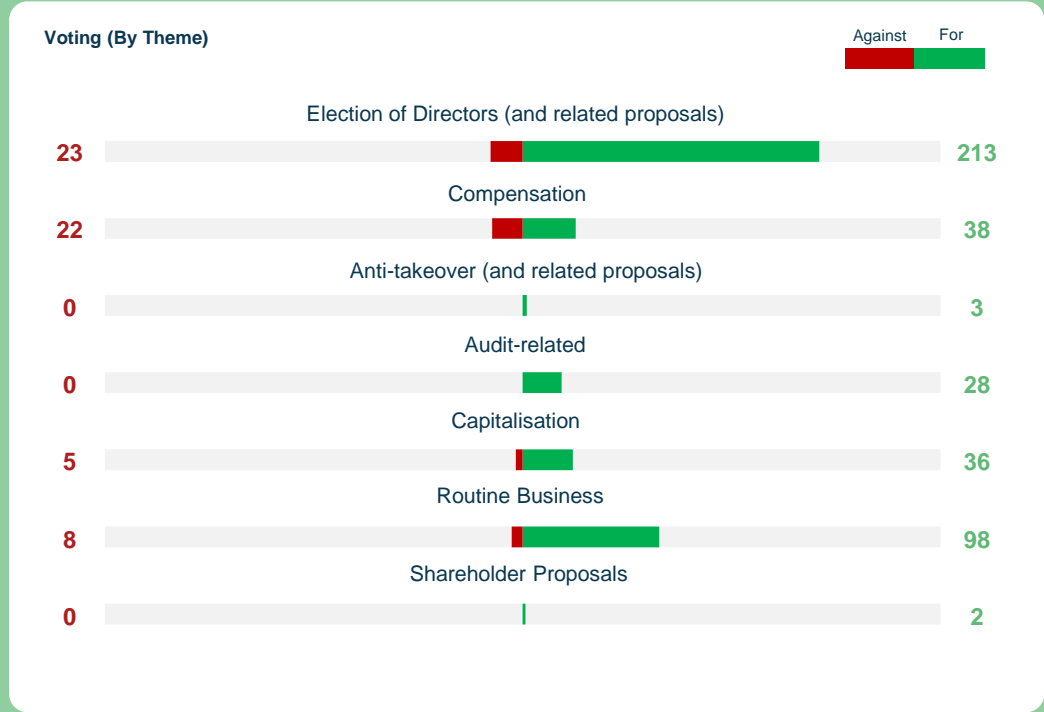 Voting (By Theme)
Against For
Election of Directors (and related proposals)
23 213
Compensation
22 38
Anti-takeover (and related proposals)
0 3
Audit-related
0 28
Capitalisation
5 36
Routine Business
8 98
Shareholder Proposals
0 2